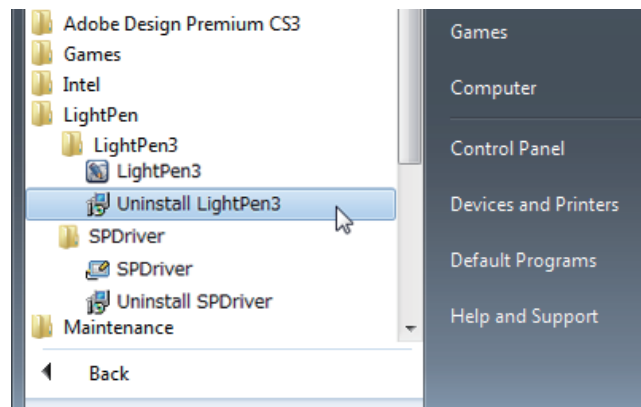 Adobe Design Premium CS3
Games
Intel
LightPen
LightPen3
LightPen3
Uninstall LightPen3
SPDriver
SPDriver
Uninstall SPDriver
Maintenance
Back
Games
Computer
Control Panel
Devices and Printers
Default Programs
Help and Support